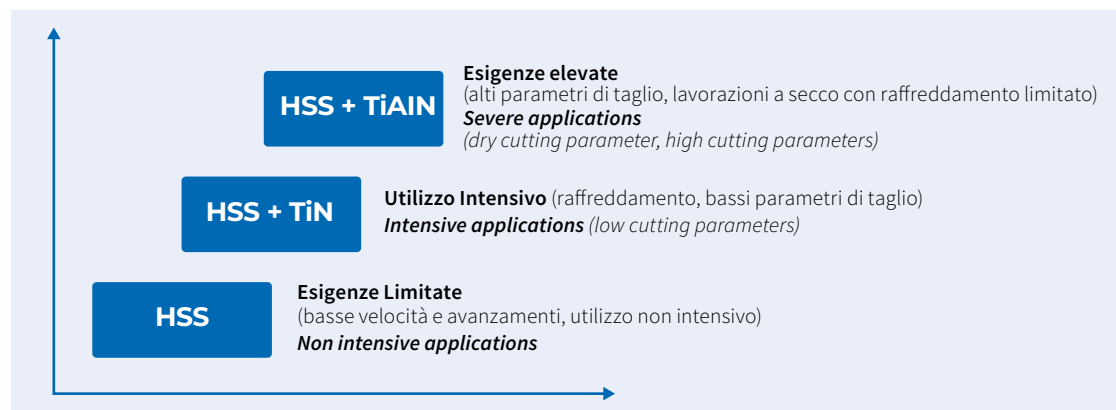 HSS + TiAIN
Esigenze elevate
(alti parametri di taglio, lavorazioni a secco con raffreddamento limitato)
Severe applications
(dry cutting parameter, high cutting parameters)
HSS + TiN
Utilizzo Intensivo (raffreddamento, bassi parametri di taglio)
Intensive applications (low cutting parameters)
HSS
Esigenze Limitate
(basse velocità e avanzamenti, utilizzo non intensivo)
Non intensive applications